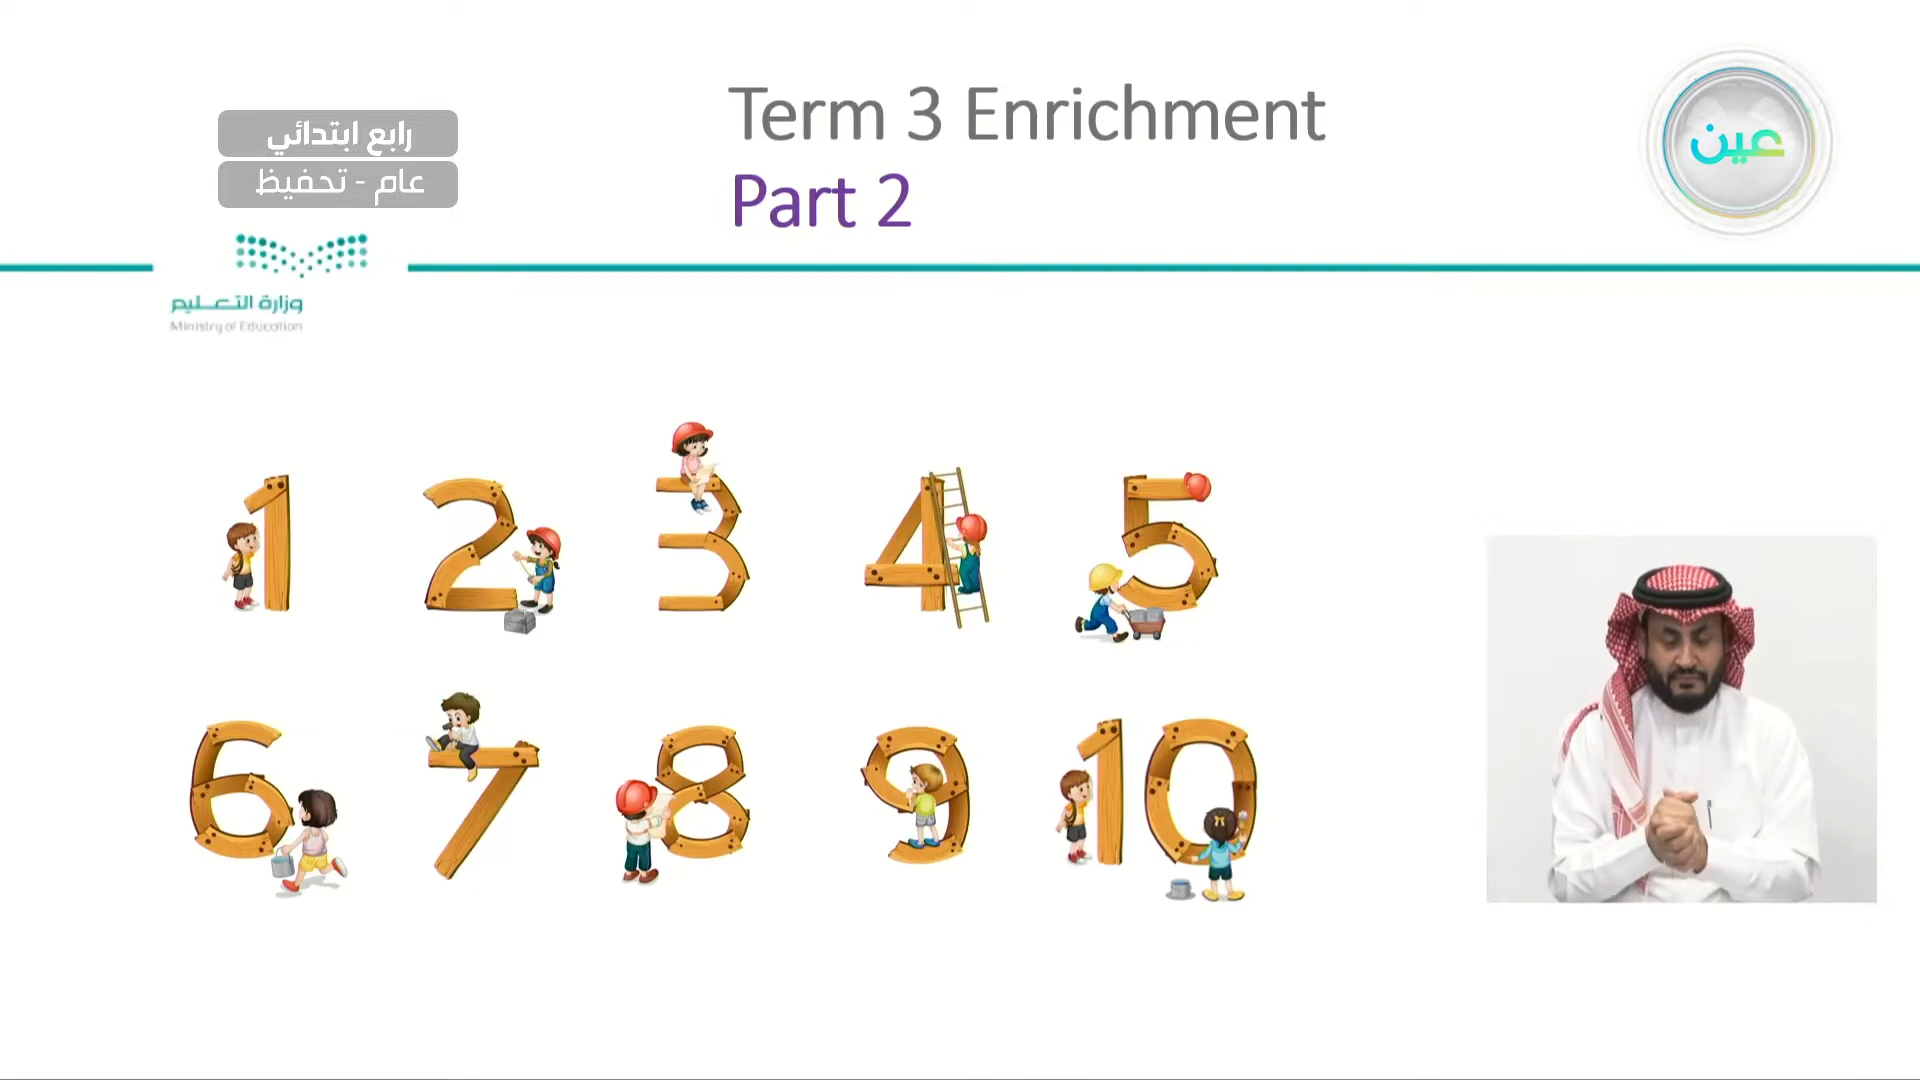 رابع ابتدائي
عام - تحفيظ
Term 3 Enrichment
Part 2
عين
وزارة التعليم
Ministry of Education
1 2 3 4 5
6 7 8 9 10